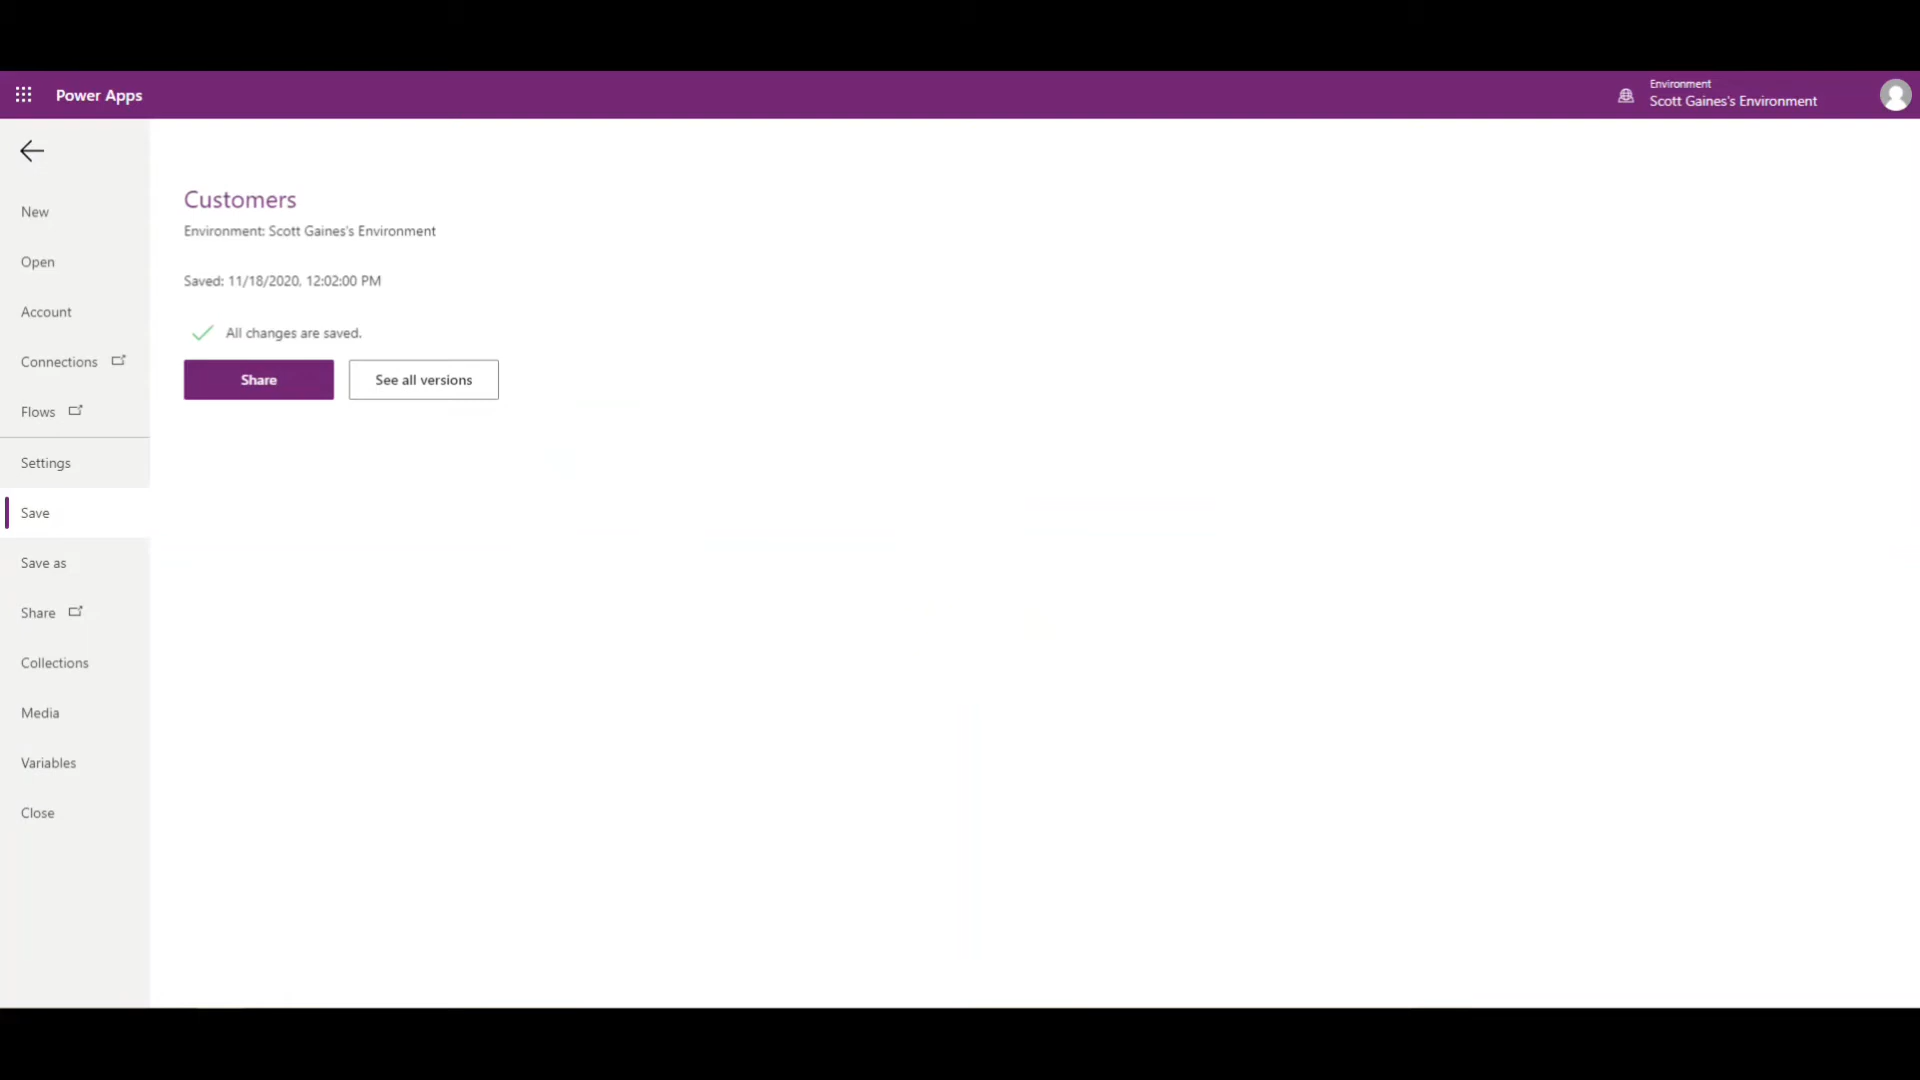 Power Apps
Environment
Scott Gaines's Environment
New
Open
Account
Connections
Flows
Settings
Save
Save as
Share
Collections
Media
Variables
Close
Customers
Environment: Scott Gaines's Environment
Saved: 11/18/2020, 12:02:00 PM
All changes are saved.
Share
See all versions